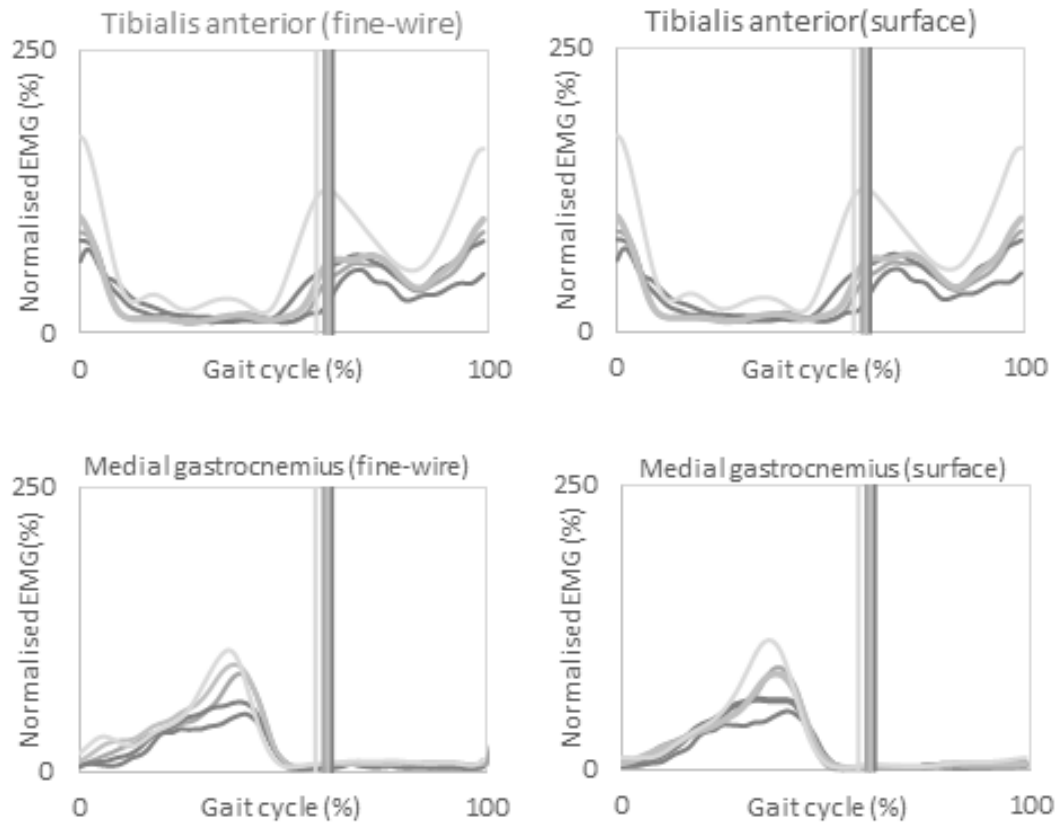 Tibialis anterior (fine-wire)
250
Normalised EMG (%)
0
0
Gait cycle (%)
100
Tibialis anterior (surface)
250
Normalised EMG (%)
0
0
Gait cycle (%)
100
Medial gastrocnemius (fine-wire)
250
Normalised EMG (%)
0
0
Gait cycle (%)
100
Medial gastrocnemius (surface)
250
Normalised EMG (%)
0
0
Gait cycle (%)
100